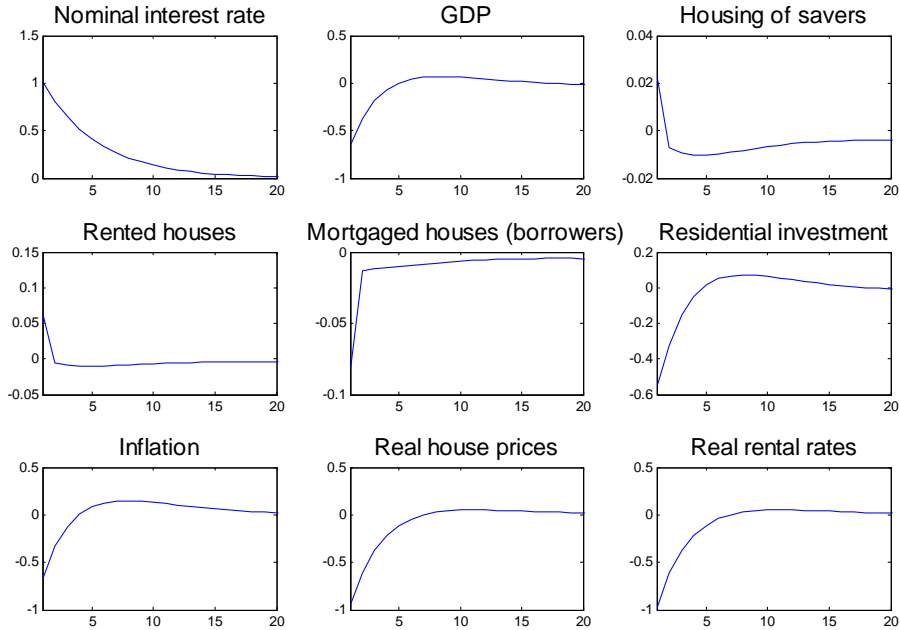 Nominal interest rate
GDP
Housing of savers
1.5
1
0.5
0
5 10 15 20
0.5
0
-0.5
-1
5 10 15 20
0.04
0.02
0
-0.02
5 10 15 20
Rented houses
Mortgaged houses (borrowers)
Residential investment
0.15
0.1
0.05
0
-0.05
5 10 15 20
0
-0.05
-0.1
5 10 15 20
0.2
0
-0.2
-0.4
-0.6
5 10 15 20
Inflation
Real house prices
Real rental rates
0.5
0
-0.5
-1
5 10 15 20
0.5
0
-0.5
-1
5 10 15 20
0.5
0
-0.5
-1
5 10 15 20